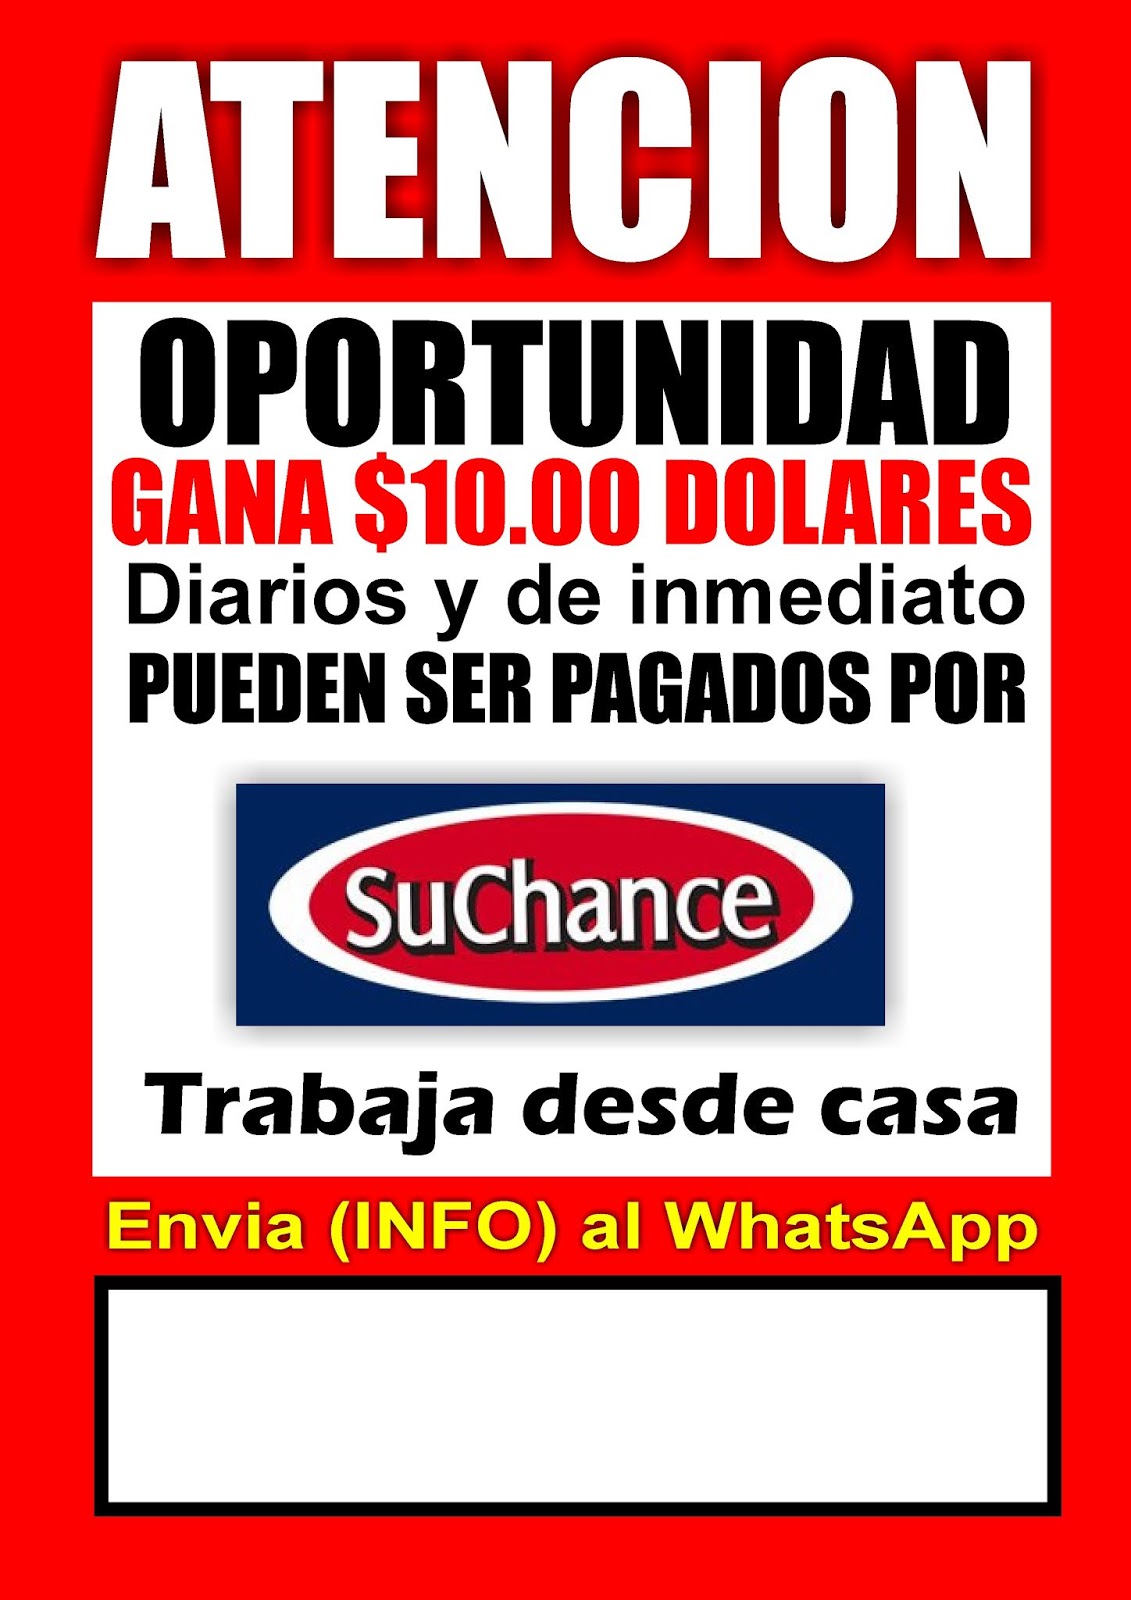 ATENCION
OPORTUNIDAD
GANA $10.00 DOLARES
Diarios y de inmediato
PUEDEN SER PAGADOS POR
SuChance
Trabaja desde casa
Envia (INFO) al WhatsApp